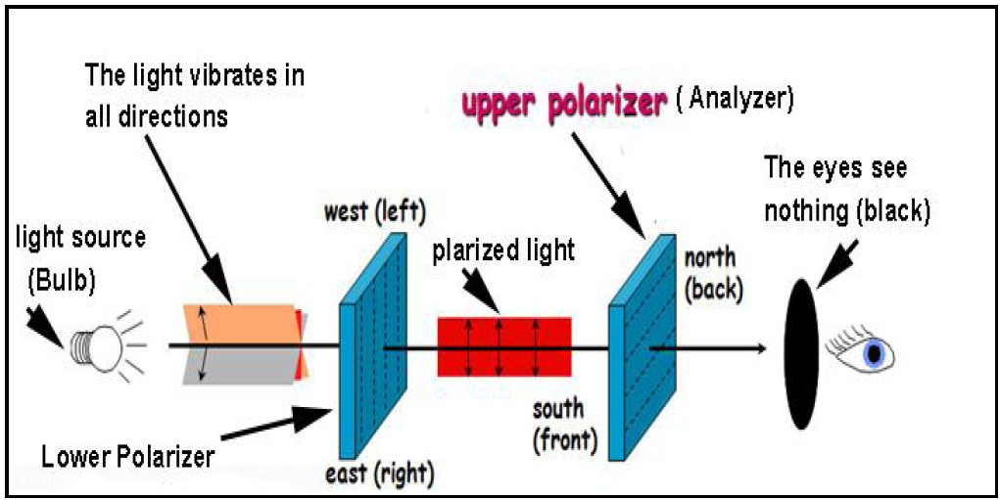 The light vibrates in
all directions
upper polarizer ( Analyzer)
The eyes see
nothing (black)
west (left)
light source
(Bulb)
plarized light
north
(back)
south
(front)
Lower Polarizer
east (right)